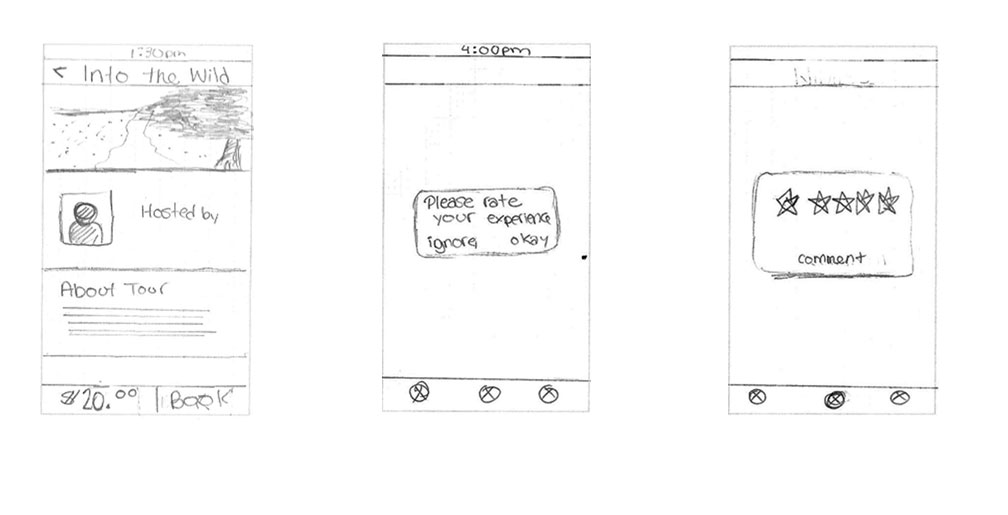 1:30pm
< Into the Wild
Hosted by
About Tour
$/20.00 | Book
4:00pm
Please rate
your experience
ignore okay
comment